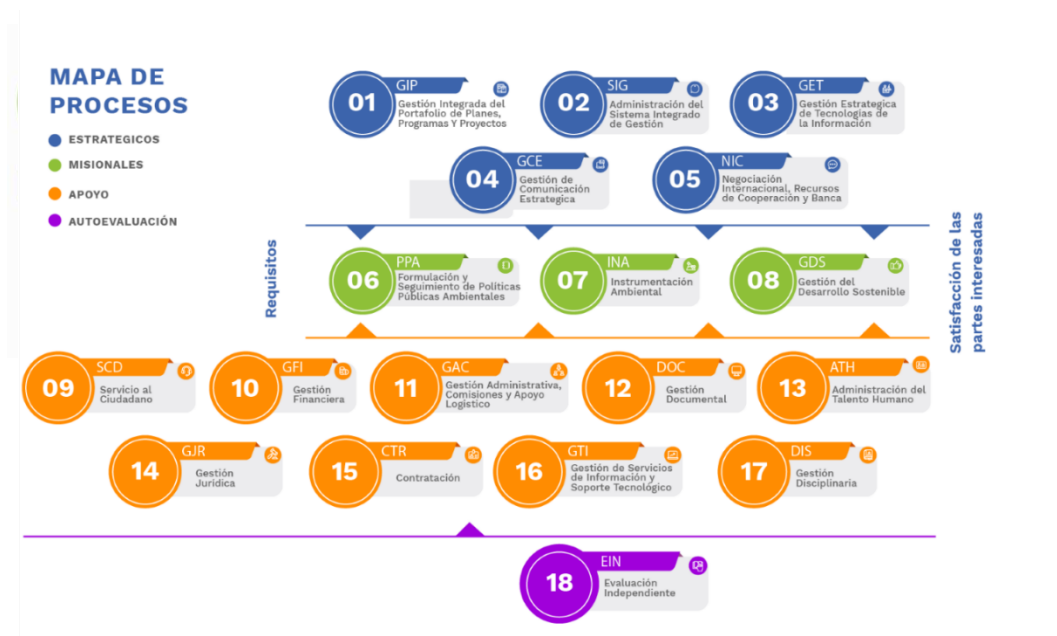 MAPA DE
PROCESOS
ESTRATEGICOS
MISIONALES
APOYO
AUTOEVALUACIÓN
01
GIP
Gestión Integrada del
Portafolio de Planes,
Programas Y Proyectos
02
SIG
Administración del
Sistema Integrado
de Gestión
03
GET
Gestión Estrategica
de Tecnologías de
la Información
04
GCE
Gestión de
Comunicación
Estrategica
05
NIC
Negociación
Internacional, Recursos
de Cooperación y Banca
Requisitos
06
PPA
Formulación y
Seguimiento de Políticas
Públicas Ambientales
07
INA
Instrumentación
Ambiental
08
GDS
Gestión del
Desarrollo Sostenible
Satisfacción de las
partes interesadas
09
SCD
Servicio al
Ciudadano
10
GFI
Gestión
Financiera
11
GAC
Gestión Administrativa,
Comisiones y Apoyo
Logístico
12
DOC
Gestión
Documental
13
ATH
Administración del
Talento Humano
14
GJR
Gestión
Jurídica
15
CTR
Contratación
16
GTI
Gestión de Servicios
de Información y
Soporte Tecnológico
17
DIS
Gestión
Disciplinaria
18
EIN
Evaluación
Independiente